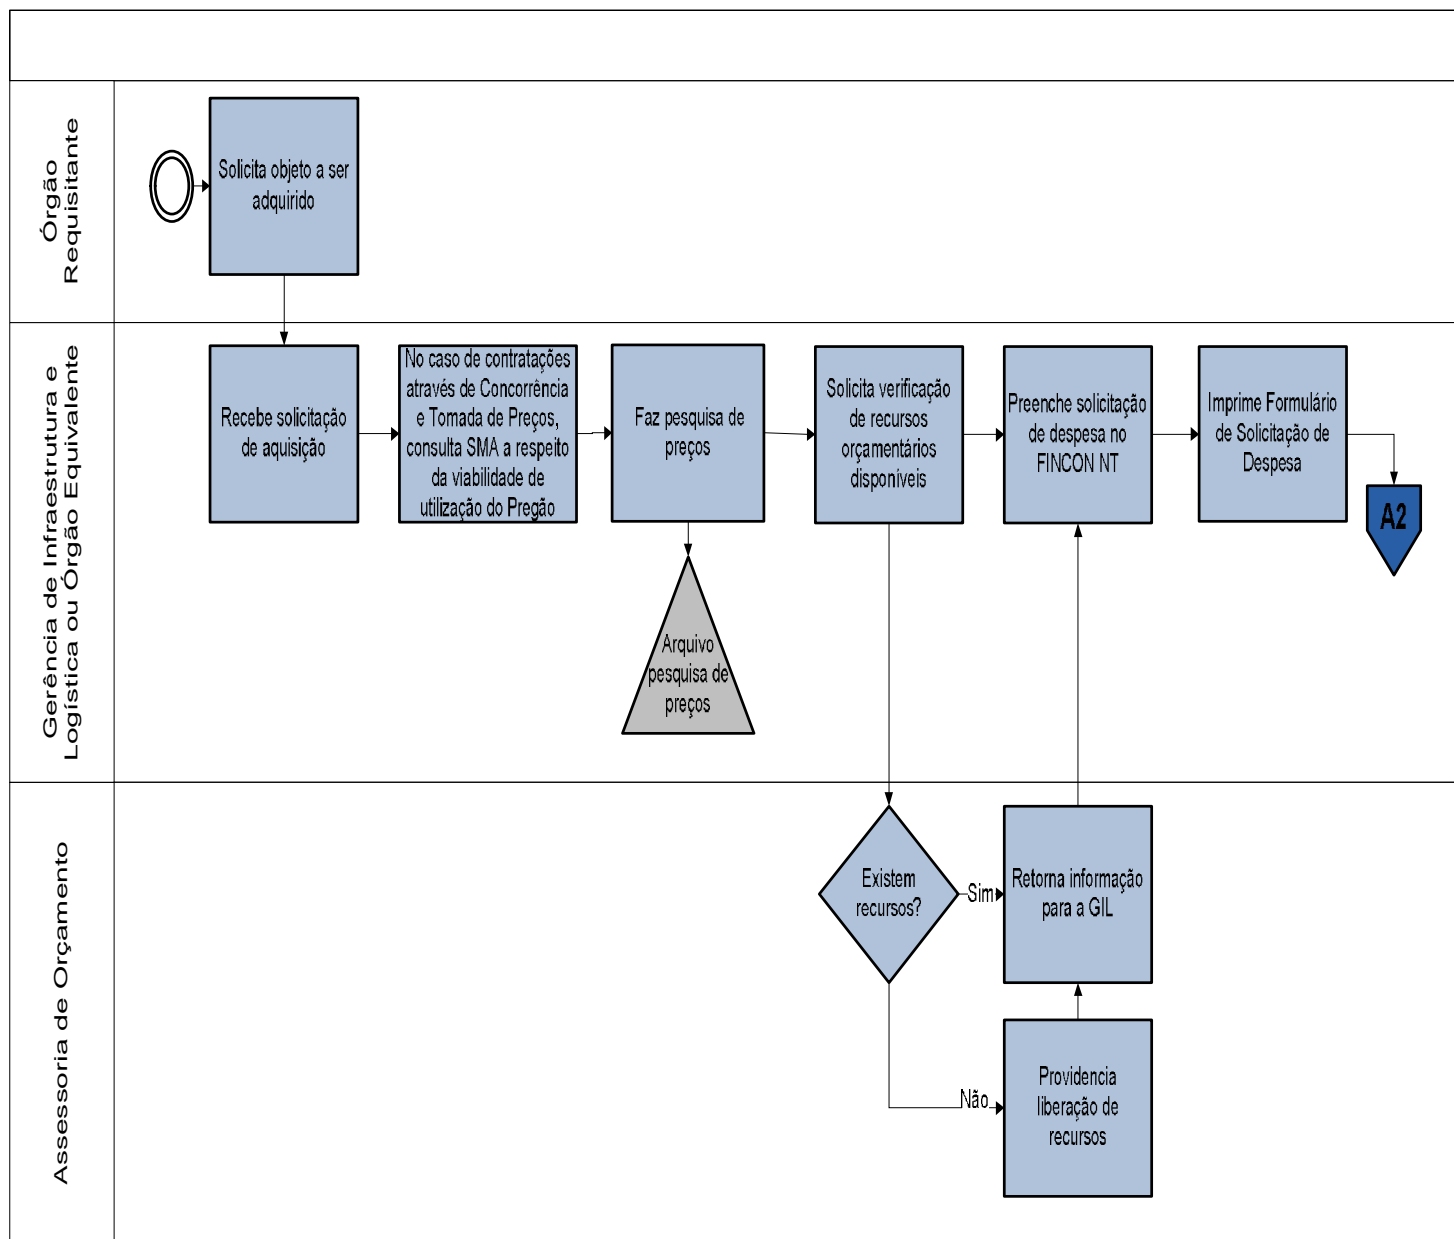 Órgão
Requisitante
Solicita objeto a ser
adquirido
Gerência de Infraestrutura e
Logística ou Órgão Equivalente
Recebe solicitação
de aquisição
No caso de contratações
através de Concorrência
e Tomada de Preços,
consulta SMA a respeito
da viabilidade de
utilização do Pregão
Faz pesquisa de
preços
Solicita verificação
de recursos
orçamentários
disponíveis
Preenche solicitação
de despesa no
FINCON NT
Imprime Formulário
de Solicitação de
Despesa
A2
Arquivo
pesquisa de
preços
Assessoria de Orçamento
Existem
recursos?
Sim
Retorna informação
para a GIL
Não
Providencia
liberação de
recursos